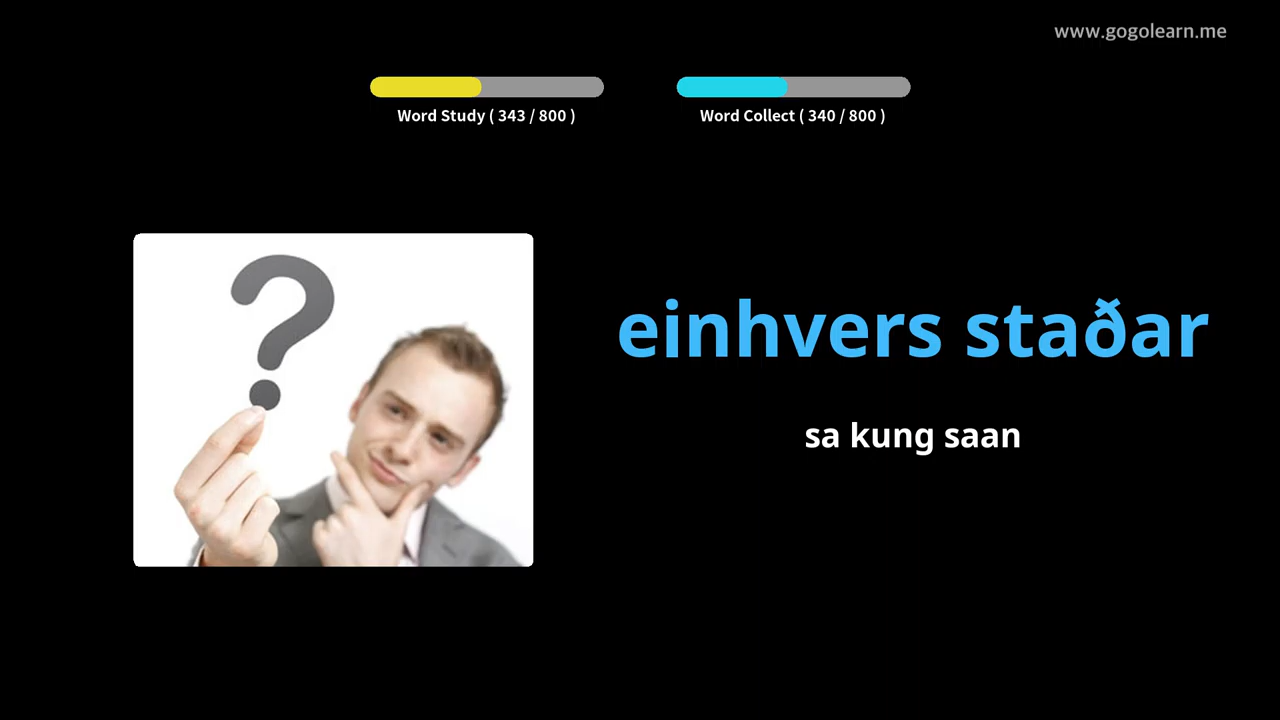 www.gogolearn.me
Word Study ( 343 / 800 )
Word Collect ( 340 / 800 )
einhvers staðar
sa kung saan